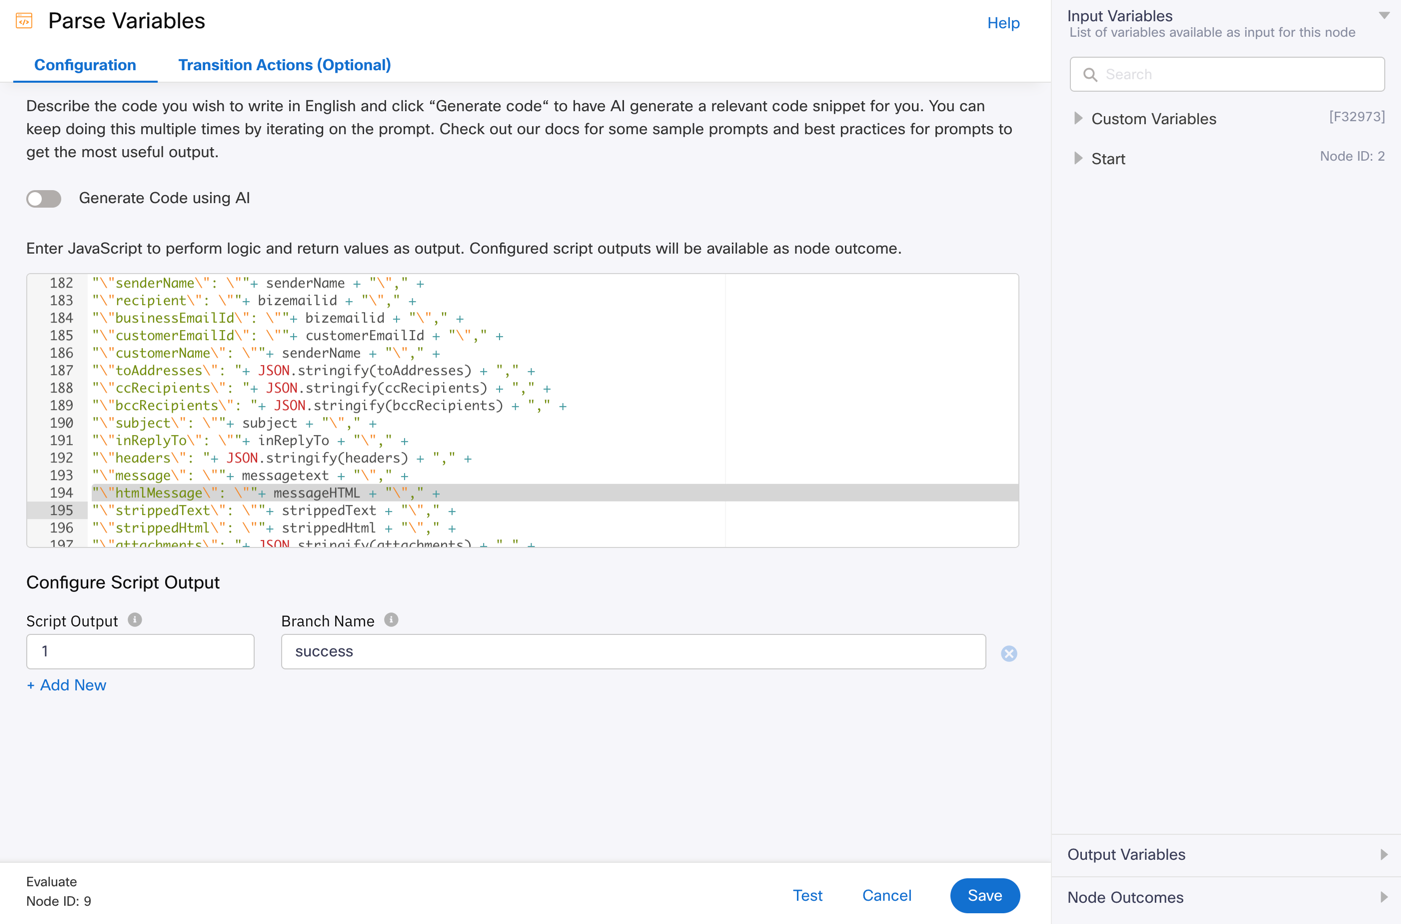 Parse Variables
Help
Configuration
Transition Actions (Optional)
Describe the code you wish to write in English and click “Generate code“ to have AI generate a relevant code snippet for you. You can
keep doing this multiple times by iterating on the prompt. Check out our docs for some sample prompts and best practices for prompts to
get the most useful output.
Generate Code using AI
Enter JavaScript to perform logic and return values as output. Configured script outputs will be available as node outcome.
182 "\"senderName\": \""+ senderName + "\"," +
183 "\"recipient\": \""+ bizemailid + "\"," +
184 "\"businessEmailId\": \""+ bizemailid + "\"," +
185 "\"customerEmailId\": \""+ customerEmailId + "\"," +
186 "\"customerName\": \""+ senderName + "\"," +
187 "\"toAddresses\": "+ JSON.stringify(toAddresses) + "," +
188 "\"ccRecipients\": "+ JSON.stringify(ccRecipients) + "," +
189 "\"bccRecipients\": "+ JSON.stringify(bccRecipients) + "," +
190 "\"subject\": \""+ subject + "\"," +
191 "\"inReplyTo\": \""+ inReplyTo + "\"," +
192 "\"headers\": "+ JSON.stringify(headers) + "," +
193 "\"message\": \""+ messagetext + "\"," +
194 "\"htmlMessage\": \""+ messageHTML + "\"," +
195 "\"strippedText\": \""+ strippedText + "\"," +
196 "\"strippedHtml\": \""+ strippedHtml + "\"," +
197 "\"attachments\": "+ JSON.stringify(attachments) + "," +
Configure Script Output
Script Output
Branch Name
1
success
+ Add New
Evaluate
Node ID: 9
Test
Cancel
Save
Input Variables
List of variables available as input for this node
Search
Custom Variables
[F32973]
Start
Node ID: 2
Output Variables
Node Outcomes